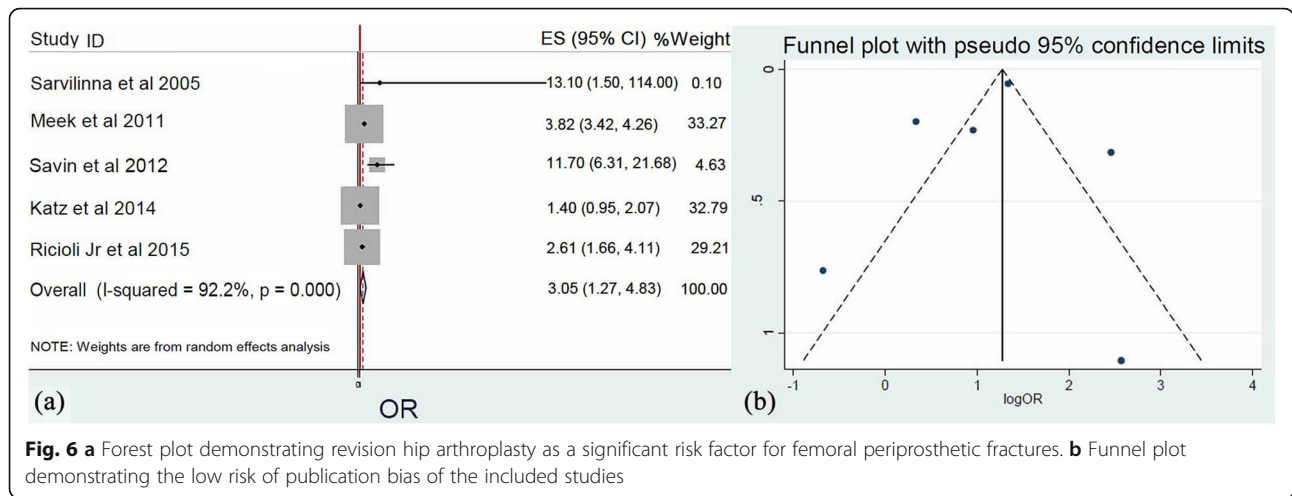 Study ID ES (95% CI) %Weight
Sarvilinna et al 2005 13.10 (1.50, 114.00) 0.10
Meek et al 2011 3.82 (3.42, 4.26) 33.27
Savin et al 2012 11.70 (6.31, 21.68) 4.63
Katz et al 2014 1.40 (0.95, 2.07) 32.79
Ricioli Jr et al 2015 2.61 (1.66, 4.11) 29.21
Overall (I-squared = 92.2%, p = 0.000) 3.05 (1.27, 4.83) 100.00
NOTE: Weights are from random effects analysis
0
(a)
OR
Funnel plot with pseudo 95% confidence limits
0
.5
1
-1 0 1 2 3 4
logOR
(b)
Fig. 6 a Forest plot demonstrating revision hip arthroplasty as a significant risk factor for femoral periprosthetic fractures. b Funnel plot
demonstrating the low risk of publication bias of the included studies